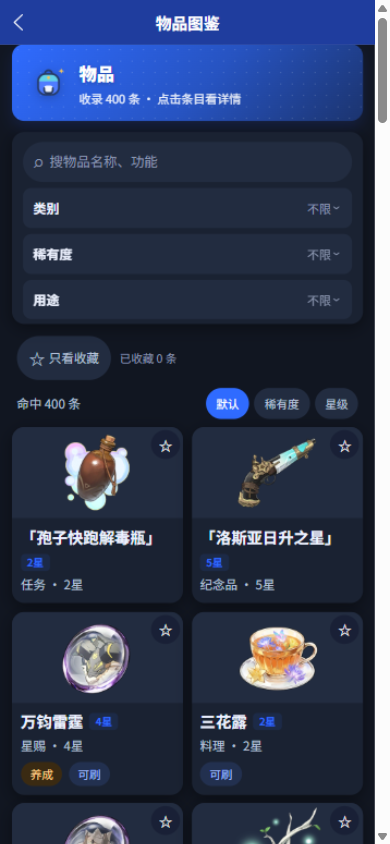 物品图鉴
物品
收录 400 条 · 点击条目看详情
搜物品名称、功能
类别 不限
稀有度 不限
用途 不限
☆ 只看收藏 已收藏 0 条
命中 400 条 默认 稀有度 星级
「孢子快跑解毒瓶」
2星
任务 · 2星
「洛斯亚日升之星」
5星
纪念品 · 5星
万钧雷霆 4星
星赐 · 4星
养成 可刷
三花露 2星
料理 · 2星
可刷